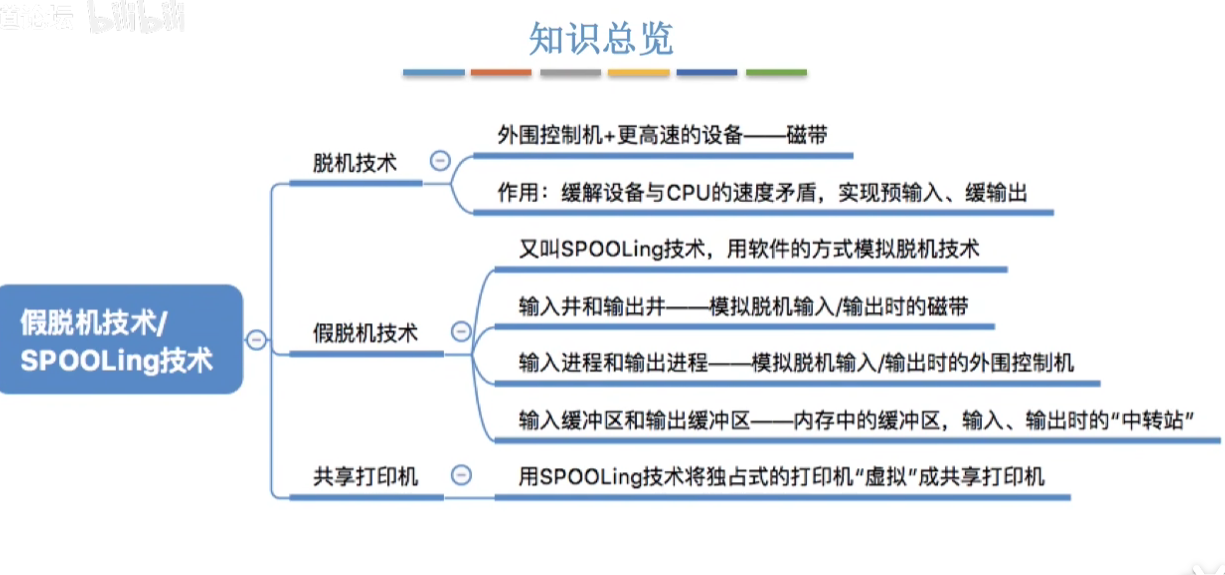 bilibili
知识总览
外围控制机+更高速的设备——磁带
脱机技术
作用：缓解设备与CPU的速度矛盾，实现预输入、缓输出
又叫SPOOLing技术，用软件的方式模拟脱机技术
输入井和输出井——模拟脱机输入/输出时的磁带
假脱机技术/
SPOOLing技术
假脱机技术
输入进程和输出进程——模拟脱机输入/输出时的外围控制机
输入缓冲区和输出缓冲区——内存中的缓冲区，输入、输出时的“中转站”
共享打印机
用SPOOLing技术将独占式的打印机“虚拟”成共享打印机